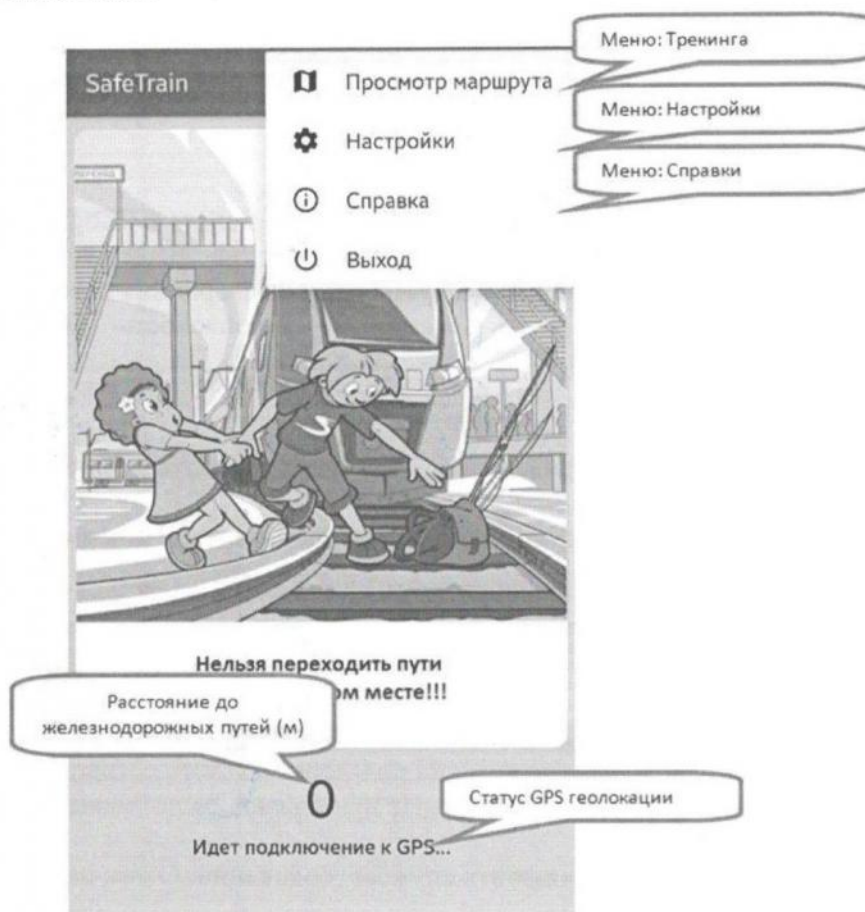 Меню: Трекинга
SafeTrain
Просмотр маршрута
Меню: Настройки
Настройки
Меню: Справки
Справка
Выход
Нельзя переходить пути
ом месте!!!
Расстояние до
железнодорожных путей (м)
0
Статус GPS геолокации
Идет подключение к GPS...